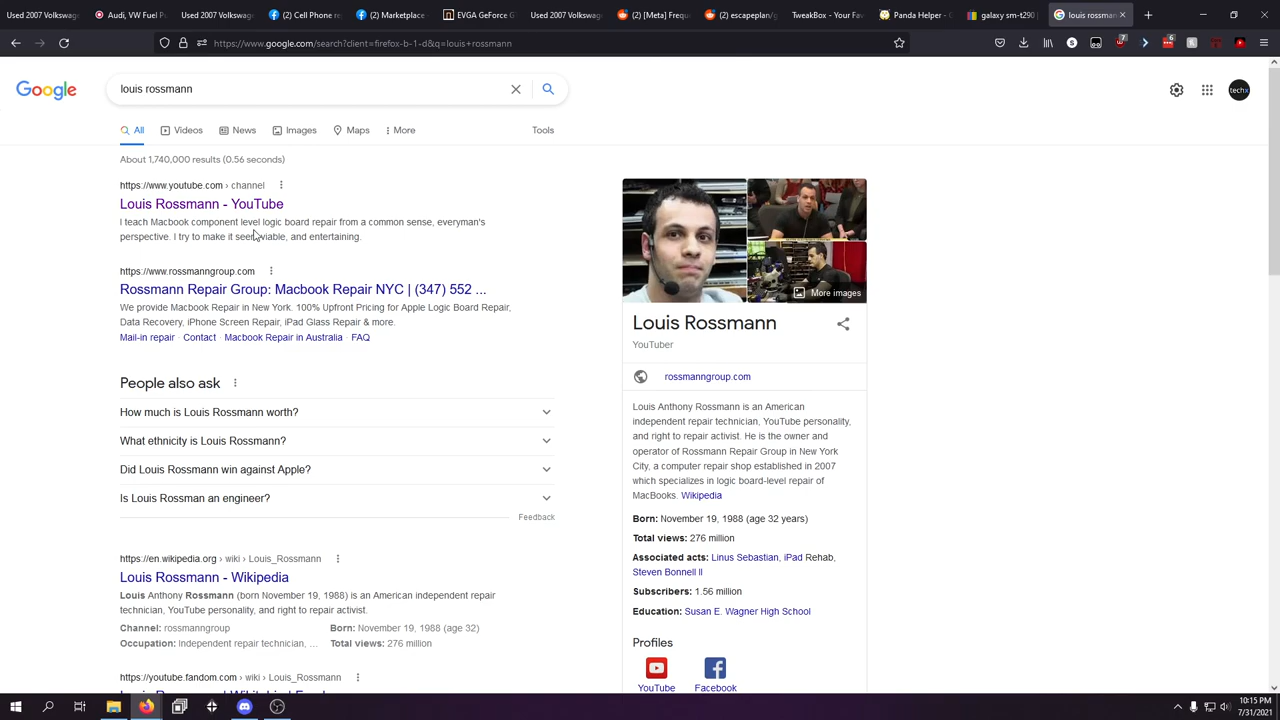 Used 2007 Volkswage
Audi, VW Fuel P
Used 2007 Volkswage
Cell Phone r
Marketplace
EVGA GeForce G
Used 2007 Volkswage
[Meta] Freq
escapeplan/
TweakBox - Your Fav
Panda Helper - G
galaxy sm-t290
louis rossman
https://www.google.com/search?client=firefox-b-1-d&q=louis+rossmann
7
6
Google
louis rossmann
techx
All
Videos
News
Images
Maps
More
Tools
About 1,740,000 results (0.56 seconds)
https://www.youtube.com › channel
Louis Rossmann - YouTube
I teach Macbook component level logic board repair from a common sense, everyman's
perspective. I try to make it seem viable, and entertaining.
https://www.rossmanngroup.com
Rossmann Repair Group: Macbook Repair NYC | (347) 552 ...
We provide Macbook Repair in New York. 100% Upfront Pricing for Apple Logic Board Repair,
Data Recovery, iPhone Screen Repair, iPad Glass Repair & more.
Mail-in repair · Contact · Macbook Repair in Australia · FAQ
People also ask
How much is Louis Rossmann worth?
What ethnicity is Louis Rossmann?
Did Louis Rossmann win against Apple?
Is Louis Rossman an engineer?
Feedback
https://en.wikipedia.org › wiki › Louis_Rossmann
Louis Rossmann - Wikipedia
Louis Anthony Rossmann (born November 19, 1988) is an American independent repair
technician, YouTube personality, and right to repair activist.
Channel: rossmanngroup
Born: November 19, 1988 (age 32)
Occupation: Independent repair technician, ...
Total views: 276 million
https://youtube.fandom.com › wiki › Louis_Rossmann
More images
Louis Rossmann
YouTuber
rossmanngroup.com
Louis Anthony Rossmann is an American
independent repair technician, YouTube personality,
and right to repair activist. He is the owner and
operator of Rossmann Repair Group in New York
City, a computer repair shop established in 2007
which specializes in logic board-level repair of
MacBooks. Wikipedia
Born: November 19, 1988 (age 32 years)
Total views: 276 million
Associated acts: Linus Sebastian, iPad Rehab,
Steven Bonnell II
Subscribers: 1.56 million
Education: Susan E. Wagner High School
Profiles
YouTube
Facebook
10:15 PM
7/31/2021